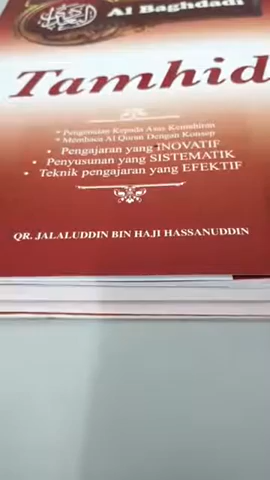 Al Baghdadi
Tamhid
Pengenalan Kepada Asas Kemahiran
Membaca Al Quran Dengan Konsep
• Pengajaran yang INOVATIF
• Penyusunan yang SISTEMATIK
• Teknik pengajaran yang EFEKTIF
QR. JALALUDDIN BIN HAJI HASSANUDDIN